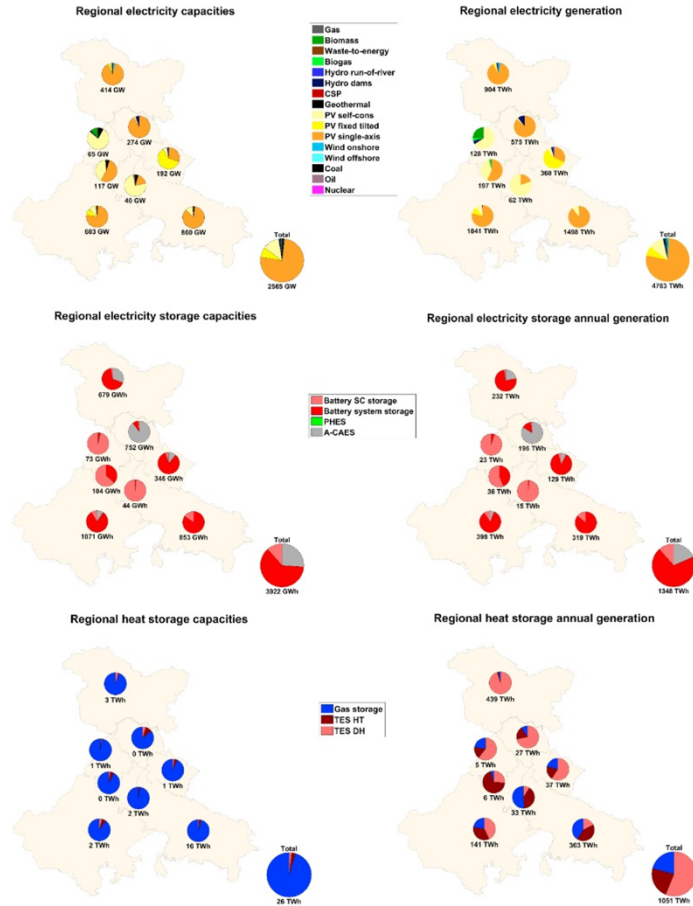 Regional electricity capacities
Regional electricity generation
Gas
Biomass
Waste-to-energy
Biogas
Hydro run-of-river
Hydro dams
CSP
Geothermal
PV self-cons
PV fixed tilted
PV single-axis
Wind onshore
Wind offshore
Coal
Oil
Nuclear
414 GW
274 GW
65 GW
192 GW
117 GW
40 GW
603 GW
860 GW
Total
2565 GW
904 TWh
575 TWh
128 TWh
360 TWh
197 TWh
62 TWh
1041 TWh
1498 TWh
Total
4763 TWh
Regional electricity storage capacities
Regional electricity storage annual generation
Battery SC storage
Battery system storage
PHES
A-CAES
679 GWh
752 GWh
73 GWh
346 GWh
104 GWh
44 GWh
1071 GWh
853 GWh
Total
3922 GWh
232 TWh
196 TWh
23 TWh
129 TWh
36 TWh
15 TWh
398 TWh
319 TWh
Total
1348 TWh
Regional heat storage capacities
Regional heat storage annual generation
Gas storage
TES HT
TES DH
3 TWh
0 TWh
1 TWh
1 TWh
0 TWh
2 TWh
2 TWh
16 TWh
Total
26 TWh
439 TWh
27 TWh
5 TWh
37 TWh
6 TWh
33 TWh
141 TWh
363 TWh
Total
1051 TWh